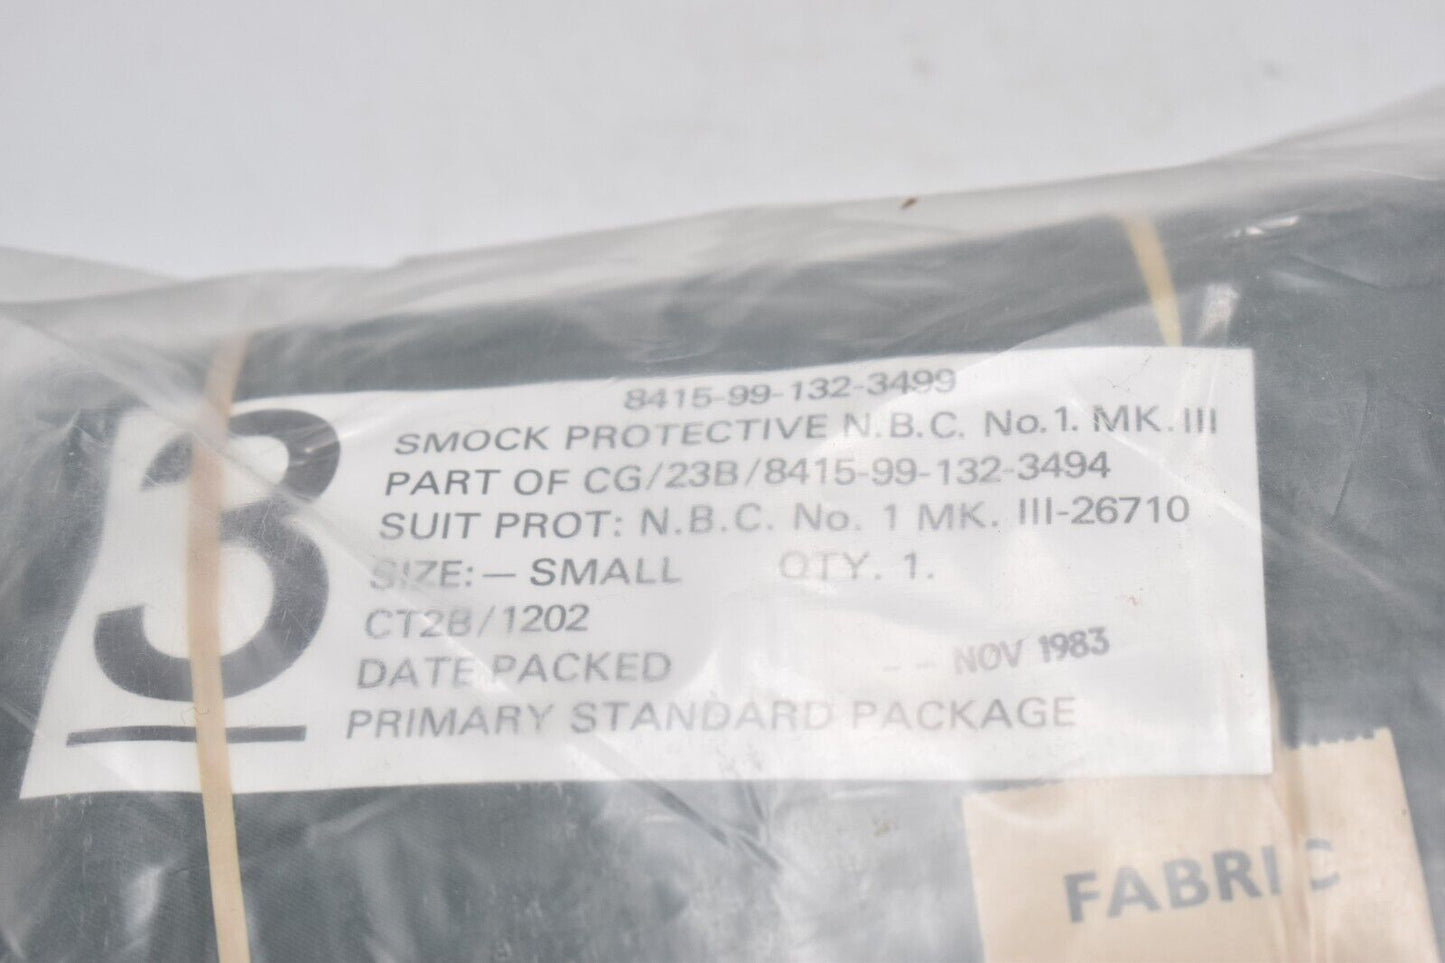 3
8415-99-132-3499
SMOCK PROTECTIVE N.B.C. No.1. MK.III
PART OF CG/23B/8415-99-132-3494
SUIT PROT: N.B.C. No. 1 MK. III-26710
SIZE:— SMALL QTY. 1.
CT2B/1202
DATE PACKED -- NOV 1983
PRIMARY STANDARD PACKAGE
FABRIC